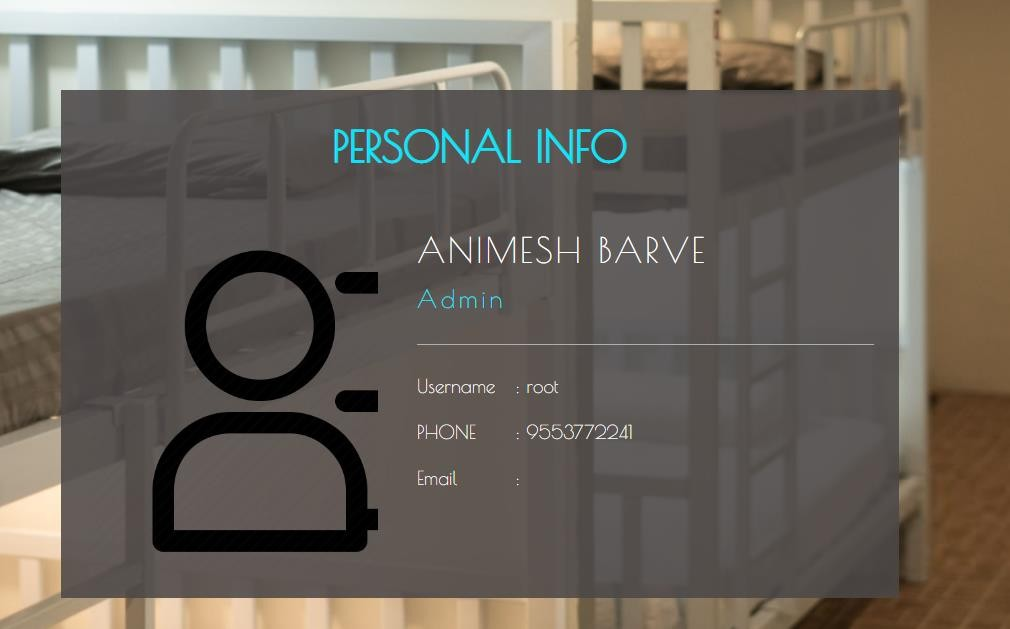 PERSONAL INFO
ANIMESH BARVE
Admin
Username : root
PHONE : 9553772241
Email :